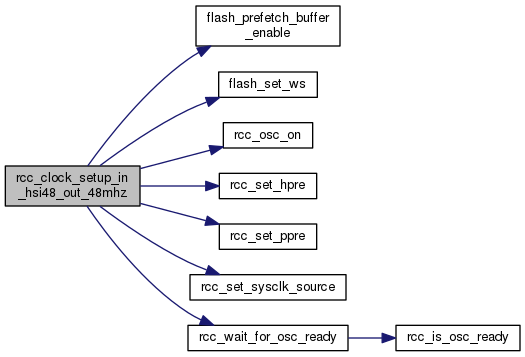 flash_prefetch_buffer
_enable
flash_set_ws
rcc_osc_on
rcc_clock_setup_in
_hsi48_out_48mhz
rcc_set_hpre
rcc_set_ppre
rcc_set_sysclk_source
rcc_wait_for_osc_ready
rcc_is_osc_ready